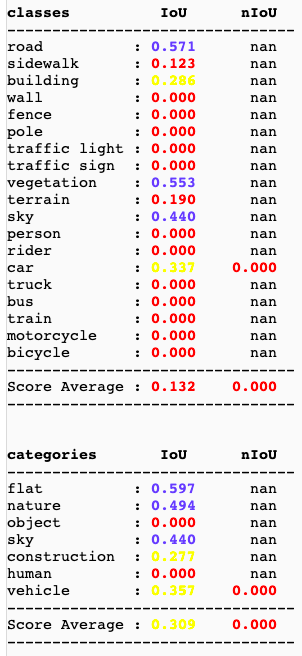 classes IoU nIoU
--------------------------------
road : 0.571 nan
sidewalk : 0.123 nan
building : 0.286 nan
wall : 0.000 nan
fence : 0.000 nan
pole : 0.000 nan
traffic light : 0.000 nan
traffic sign : 0.000 nan
vegetation : 0.553 nan
terrain : 0.190 nan
sky : 0.440 nan
person : 0.000 nan
rider : 0.000 nan
car : 0.337 0.000
truck : 0.000 nan
bus : 0.000 nan
train : 0.000 nan
motorcycle : 0.000 nan
bicycle : 0.000 nan
--------------------------------
Score Average : 0.132 0.000
--------------------------------
categories IoU nIoU
--------------------------------
flat : 0.597 nan
nature : 0.494 nan
object : 0.000 nan
sky : 0.440 nan
construction : 0.277 nan
human : 0.000 nan
vehicle : 0.357 0.000
--------------------------------
Score Average : 0.309 0.000
--------------------------------